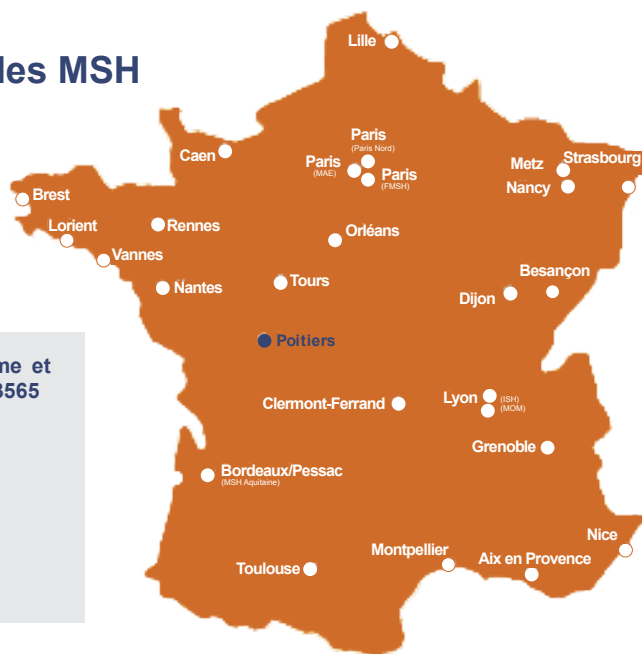 des MSH
Lille
Paris
(Paris Nord)
Caen
Paris
(MAE)
Paris
(FMSH)
Metz
Strasbourg
Nancy
Brest
Lorient
Rennes
Orléans
Vannes
Besançon
Nantes
Tours
Dijon
Poitiers
me et
3565
Clermont-Ferrand
Lyon
(ISH)
(MOM)
Grenoble
Bordeaux/Pessac
(MSH Aquitaine)
Nice
Montpellier
Aix en Provence
Toulouse